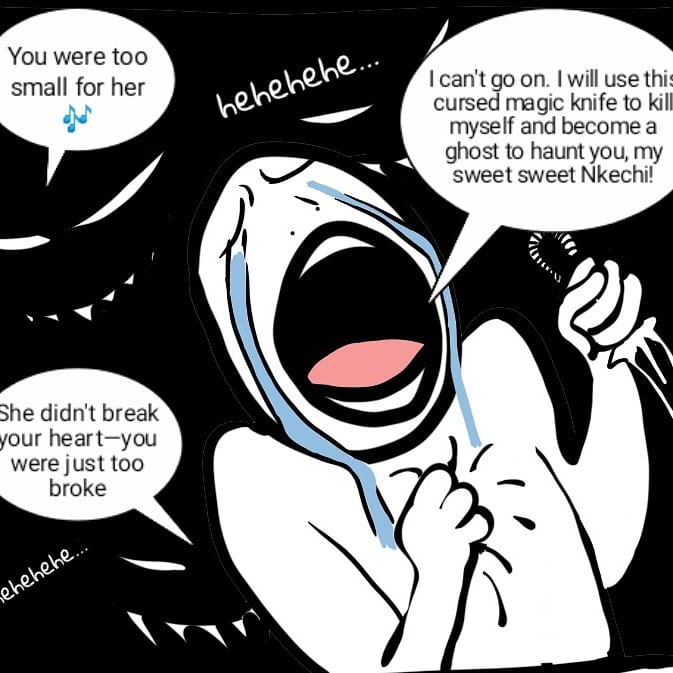 You were too
small for her
🎶
hehehehe...
I can't go on. I will use this
cursed magic knife to kill
myself and become a
ghost to haunt you, my
sweet sweet Nkechi!
She didn't break
your heart—you
were just too
broke
ehehehe...